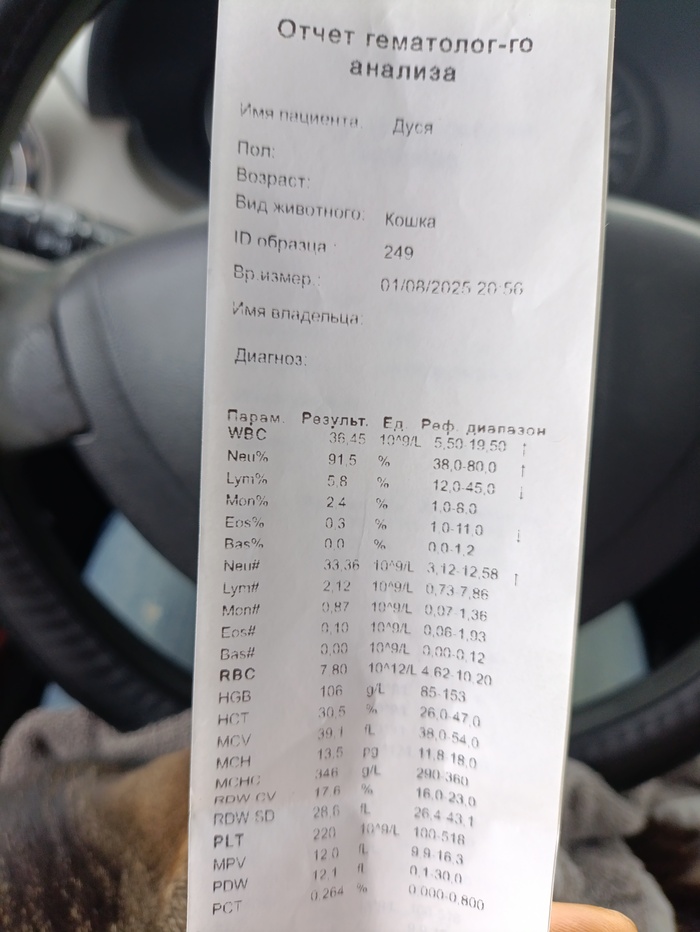 Отчет гематолог-го
анализа
Имя пациента: Дуся
Пол:
Возраст:
Вид животного: Кошка
ID образца : 249
Вр.измер.: 01/08/2025 20:56
Имя владельца:
Диагноз:
Парам. Результ. Ед. Реф. диапазон
WBC 36,45 10^9/L 5,50-19,50 ↑
Neu% 91,5 % 38,0-80,0 ↑
Lym% 5,8 % 12,0-45,0 ↓
Mon% 2,4 % 1,0-8,0
Eos% 0,3 % 1,0-11,0 ↓
Bas% 0,0 % 0,0-1,2
Neu# 33,36 10^9/L 3,12-12,58 ↑
Lym# 2,12 10^9/L 0,73-7,86
Mon# 0,87 10^9/L 0,07-1,36
Eos# 0,10 10^9/L 0,06-1,93
Bas# 0,00 10^9/L 0,00-0,12
RBC 7,80 10^12/L 4,62-10,20
HGB 106 g/L 85-153
HCT 30,5 % 26,0-47,0
MCV 39,1 fL 38,0-54,0
MCH 13,5 pg 11,8-18,0
MCHC 346 g/L 290-360
RDW CV 17,6 % 16,0-23,0
RDW SD 28,6 fL 26,4-43,1
PLT 220 10^9/L 100-518
MPV 12,0 fL 9,9-16,3
PDW 12,1 fl 0,1-30,0
PCT 0,264 % 0,000-0,800